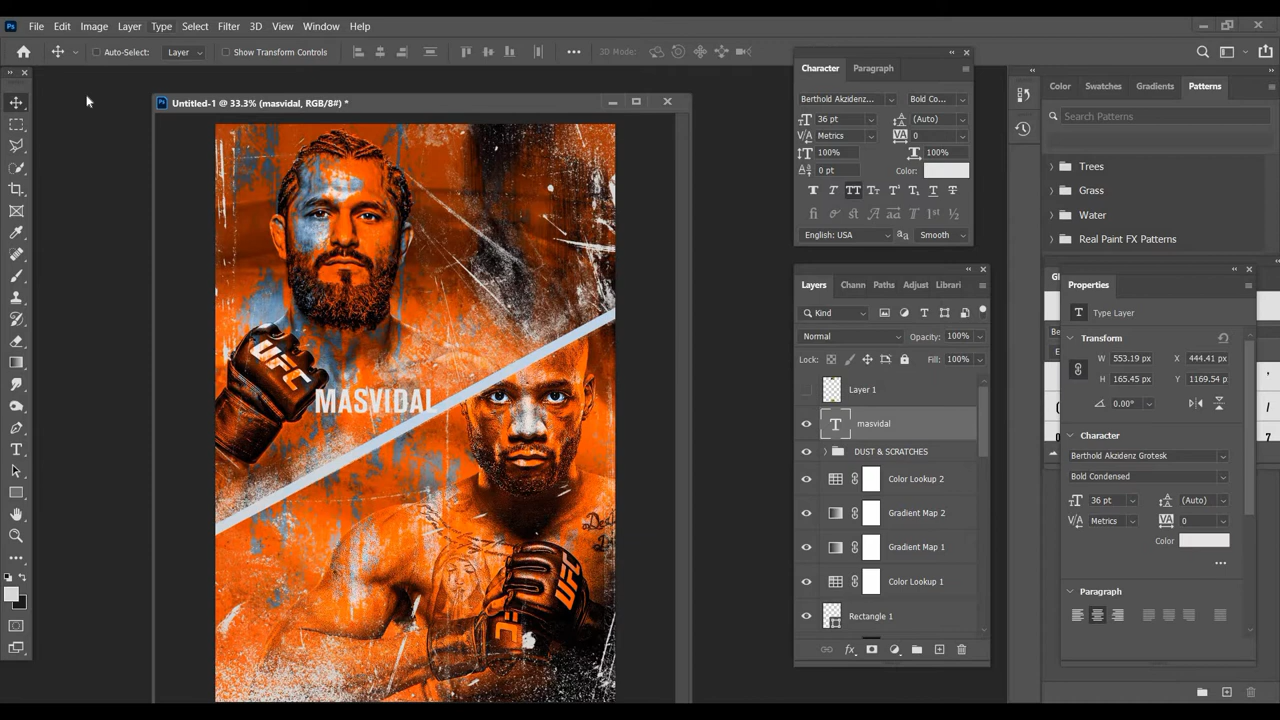 Ps File Edit Image Layer Type Select Filter 3D View Window Help
Auto-Select: Layer Show Transform Controls 3D Mode:
Untitled-1 @ 33.3% (masvidal, RGB/8#) *
UFC
MASVIDAL
UFC
Character Paragraph
Berthold Akzidenz... Bold Co...
36 pt (Auto)
Metrics 0
100% 100%
0 pt Color:
English: USA Smooth
Layers Chann Paths Adjust Librari
Kind
Normal Opacity: 100%
Lock: Fill: 100%
Layer 1
masvidal
DUST & SCRATCHES
Color Lookup 2
Gradient Map 2
Gradient Map 1
Color Lookup 1
Rectangle 1
Color Swatches Gradients Patterns
Search Patterns
Trees
Grass
Water
Real Paint FX Patterns
Properties
Type Layer
Transform
W 553.19 px X 444.41 px
H 165.45 px Y 1169.54 p
0.00°
Character
Berthold Akzidenz Grotesk
Bold Condensed
36 pt (Auto)
Metrics 0
Color
Paragraph